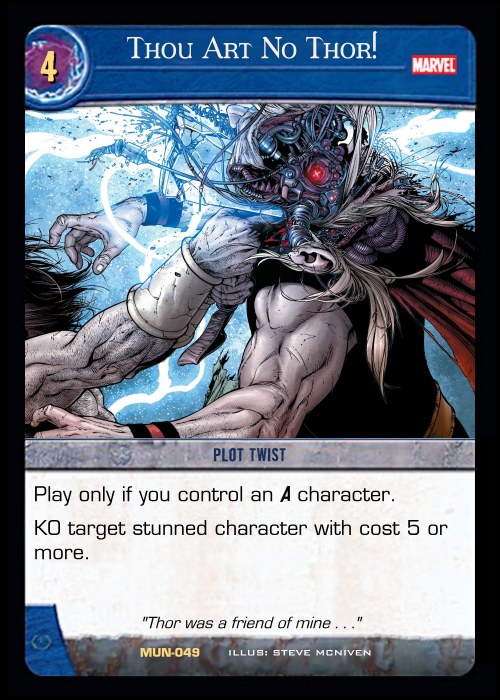 4
Thou Art No Thor!
MARVEL
PLOT TWIST
Play only if you control an A character.
KO target stunned character with cost 5 or
more.
"Thor was a friend of mine . . ."
MUN-049 ILLUS: STEVE MCNIVEN